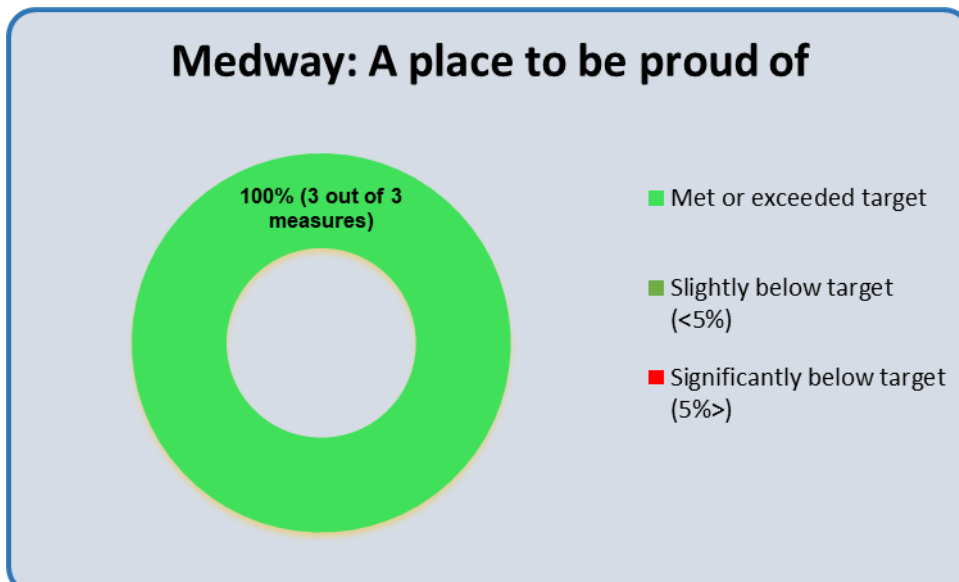 Medway: A place to be proud of
100% (3 out of 3
measures)
Met or exceeded target
Slightly below target
(<5%)
Significantly below target
(5%>)